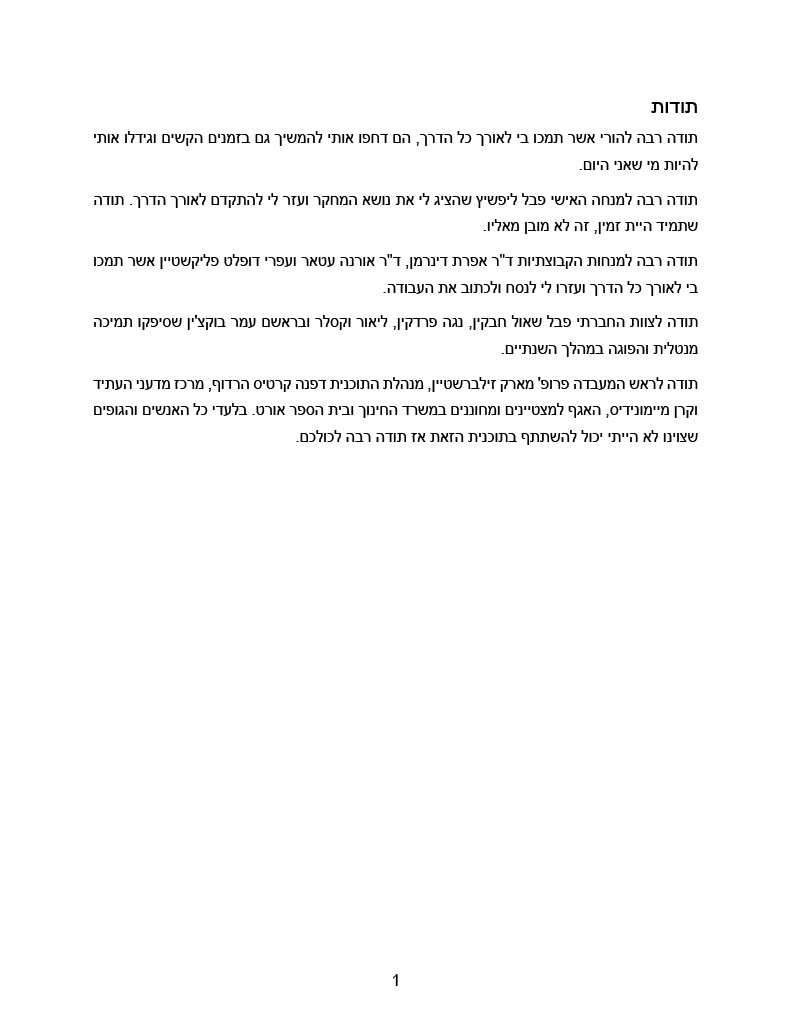 תודות
תודה רבה להורי אשר תמכו בי לאורך כל הדרך, הם דחפו אותי להמשיך גם בזמנים הקשים וגידלו אותי
להיות מי שאני היום.
תודה רבה למנחה האישי פבל ליפשיץ שהציג לי את נושא המחקר ועזר לי להתקדם לאורך הדרך. תודה
שתמיד היית זמין, זה לא מובן מאליו.
תודה רבה למנחות הקבוצתיות ד"ר אפרת דינרמן, ד"ר אורנה עטאר ועפרי דופלט פליקשטיין אשר תמכו
בי לאורך כל הדרך ועזרו לי לנסח ולכתוב את העבודה.
תודה לצוות החברתי פבל שאול חבקין, נגה פרדקין, ליאור וקסלר ובראשם עמר בוקצ'ין שסיפקו תמיכה
מנטלית והפוגה במהלך השנתיים.
תודה לראש המעבדה פרופ' מארק זילברשטיין, מנהלת התוכנית דפנה קרטיס הרדוף, מרכז מדעני העתיד
וקרן מיימונידיס, האגף למצטיינים ומחוננים במשרד החינוך ובית הספר אורט. בלעדי כל האנשים והגופים
שצוינו לא הייתי יכול להשתתף בתוכנית הזאת אז תודה רבה לכולכם.
1